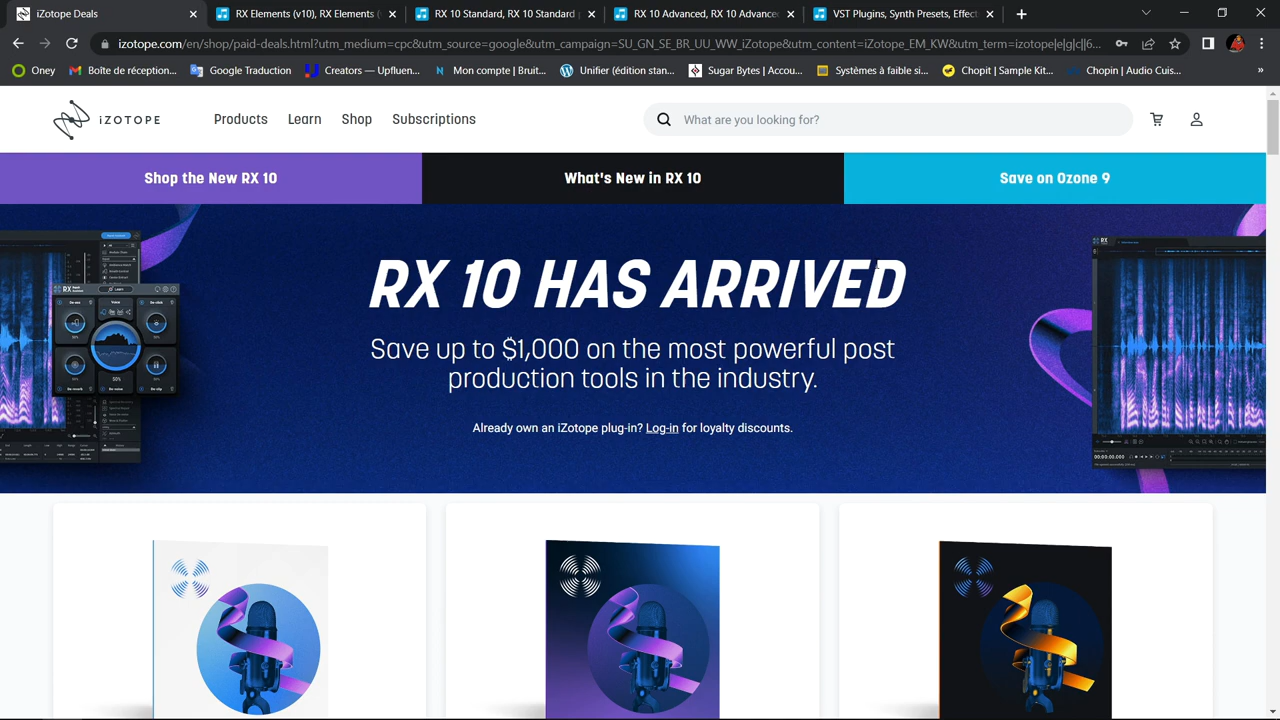 iZotope Deals
RX Elements (v10), RX Elements (
RX 10 Standard, RX 10 Standard
RX 10 Advanced, RX 10 Advance
VST Plugins, Synth Presets, Effect
izotope.com/en/shop/paid-deals.html?utm_medium=cpc&utm_source=google&utm_campaign=SU_GN_SE_BR_UU_WW_iZotope&utm_content=iZotope_EM_KW&utm_term=izotope|e|g|c||6...
Oney
Boîte de réception...
Google Traduction
Creators — Upfluen...
Mon compte | Bruit...
Unifier (édition stan...
Sugar Bytes | Accou...
Systèmes à faible si...
Chopit | Sample Kit...
Chopin | Audio Cuis...
iZOTOPE
Products
Learn
Shop
Subscriptions
What are you looking for?
Shop the New RX 10
What's New in RX 10
Save on Ozone 9
RX 10 HAS ARRIVED
Save up to $1,000 on the most powerful post
production tools in the industry.
Already own an iZotope plug-in? Log-in for loyalty discounts.